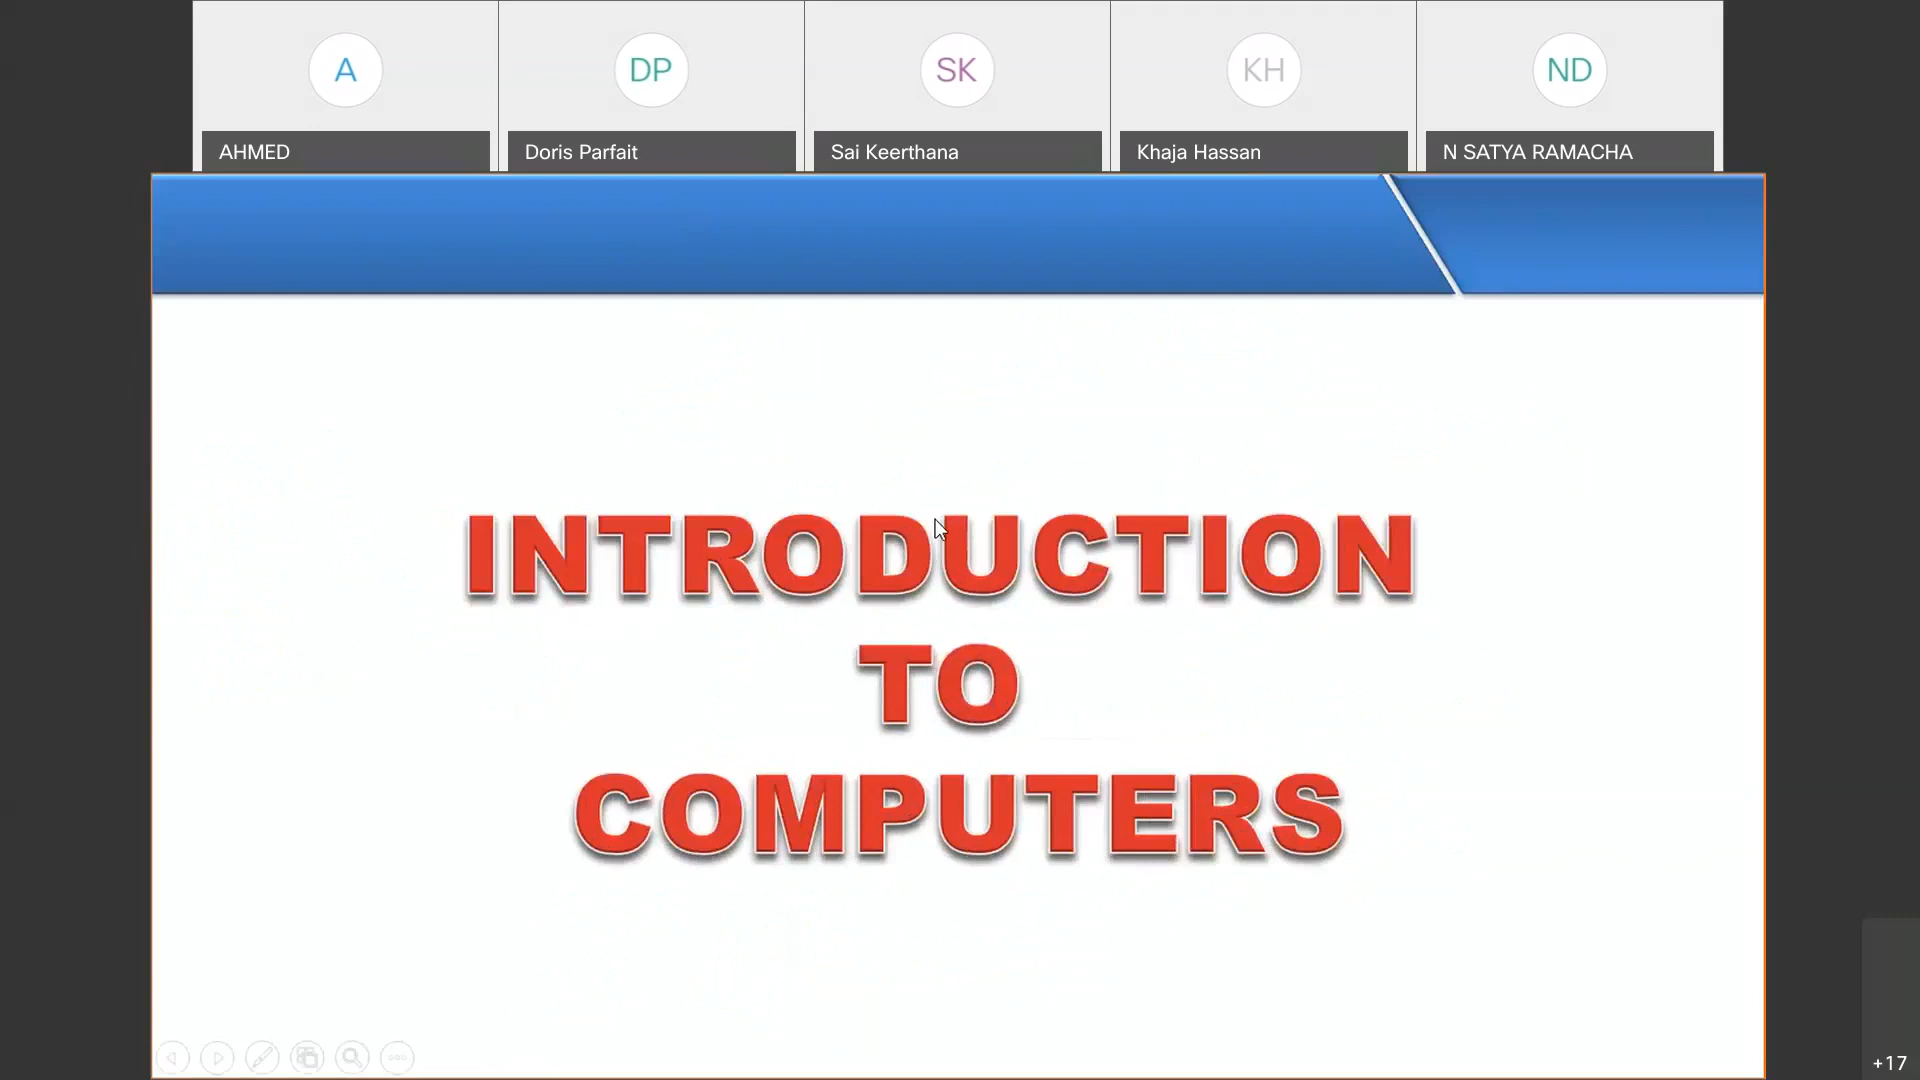 A
DP
SK
KH
ND
AHMED
Doris Parfait
Sai Keerthana
Khaja Hassan
N SATYA RAMACHA
INTRODUCTION
TO
COMPUTERS
+17